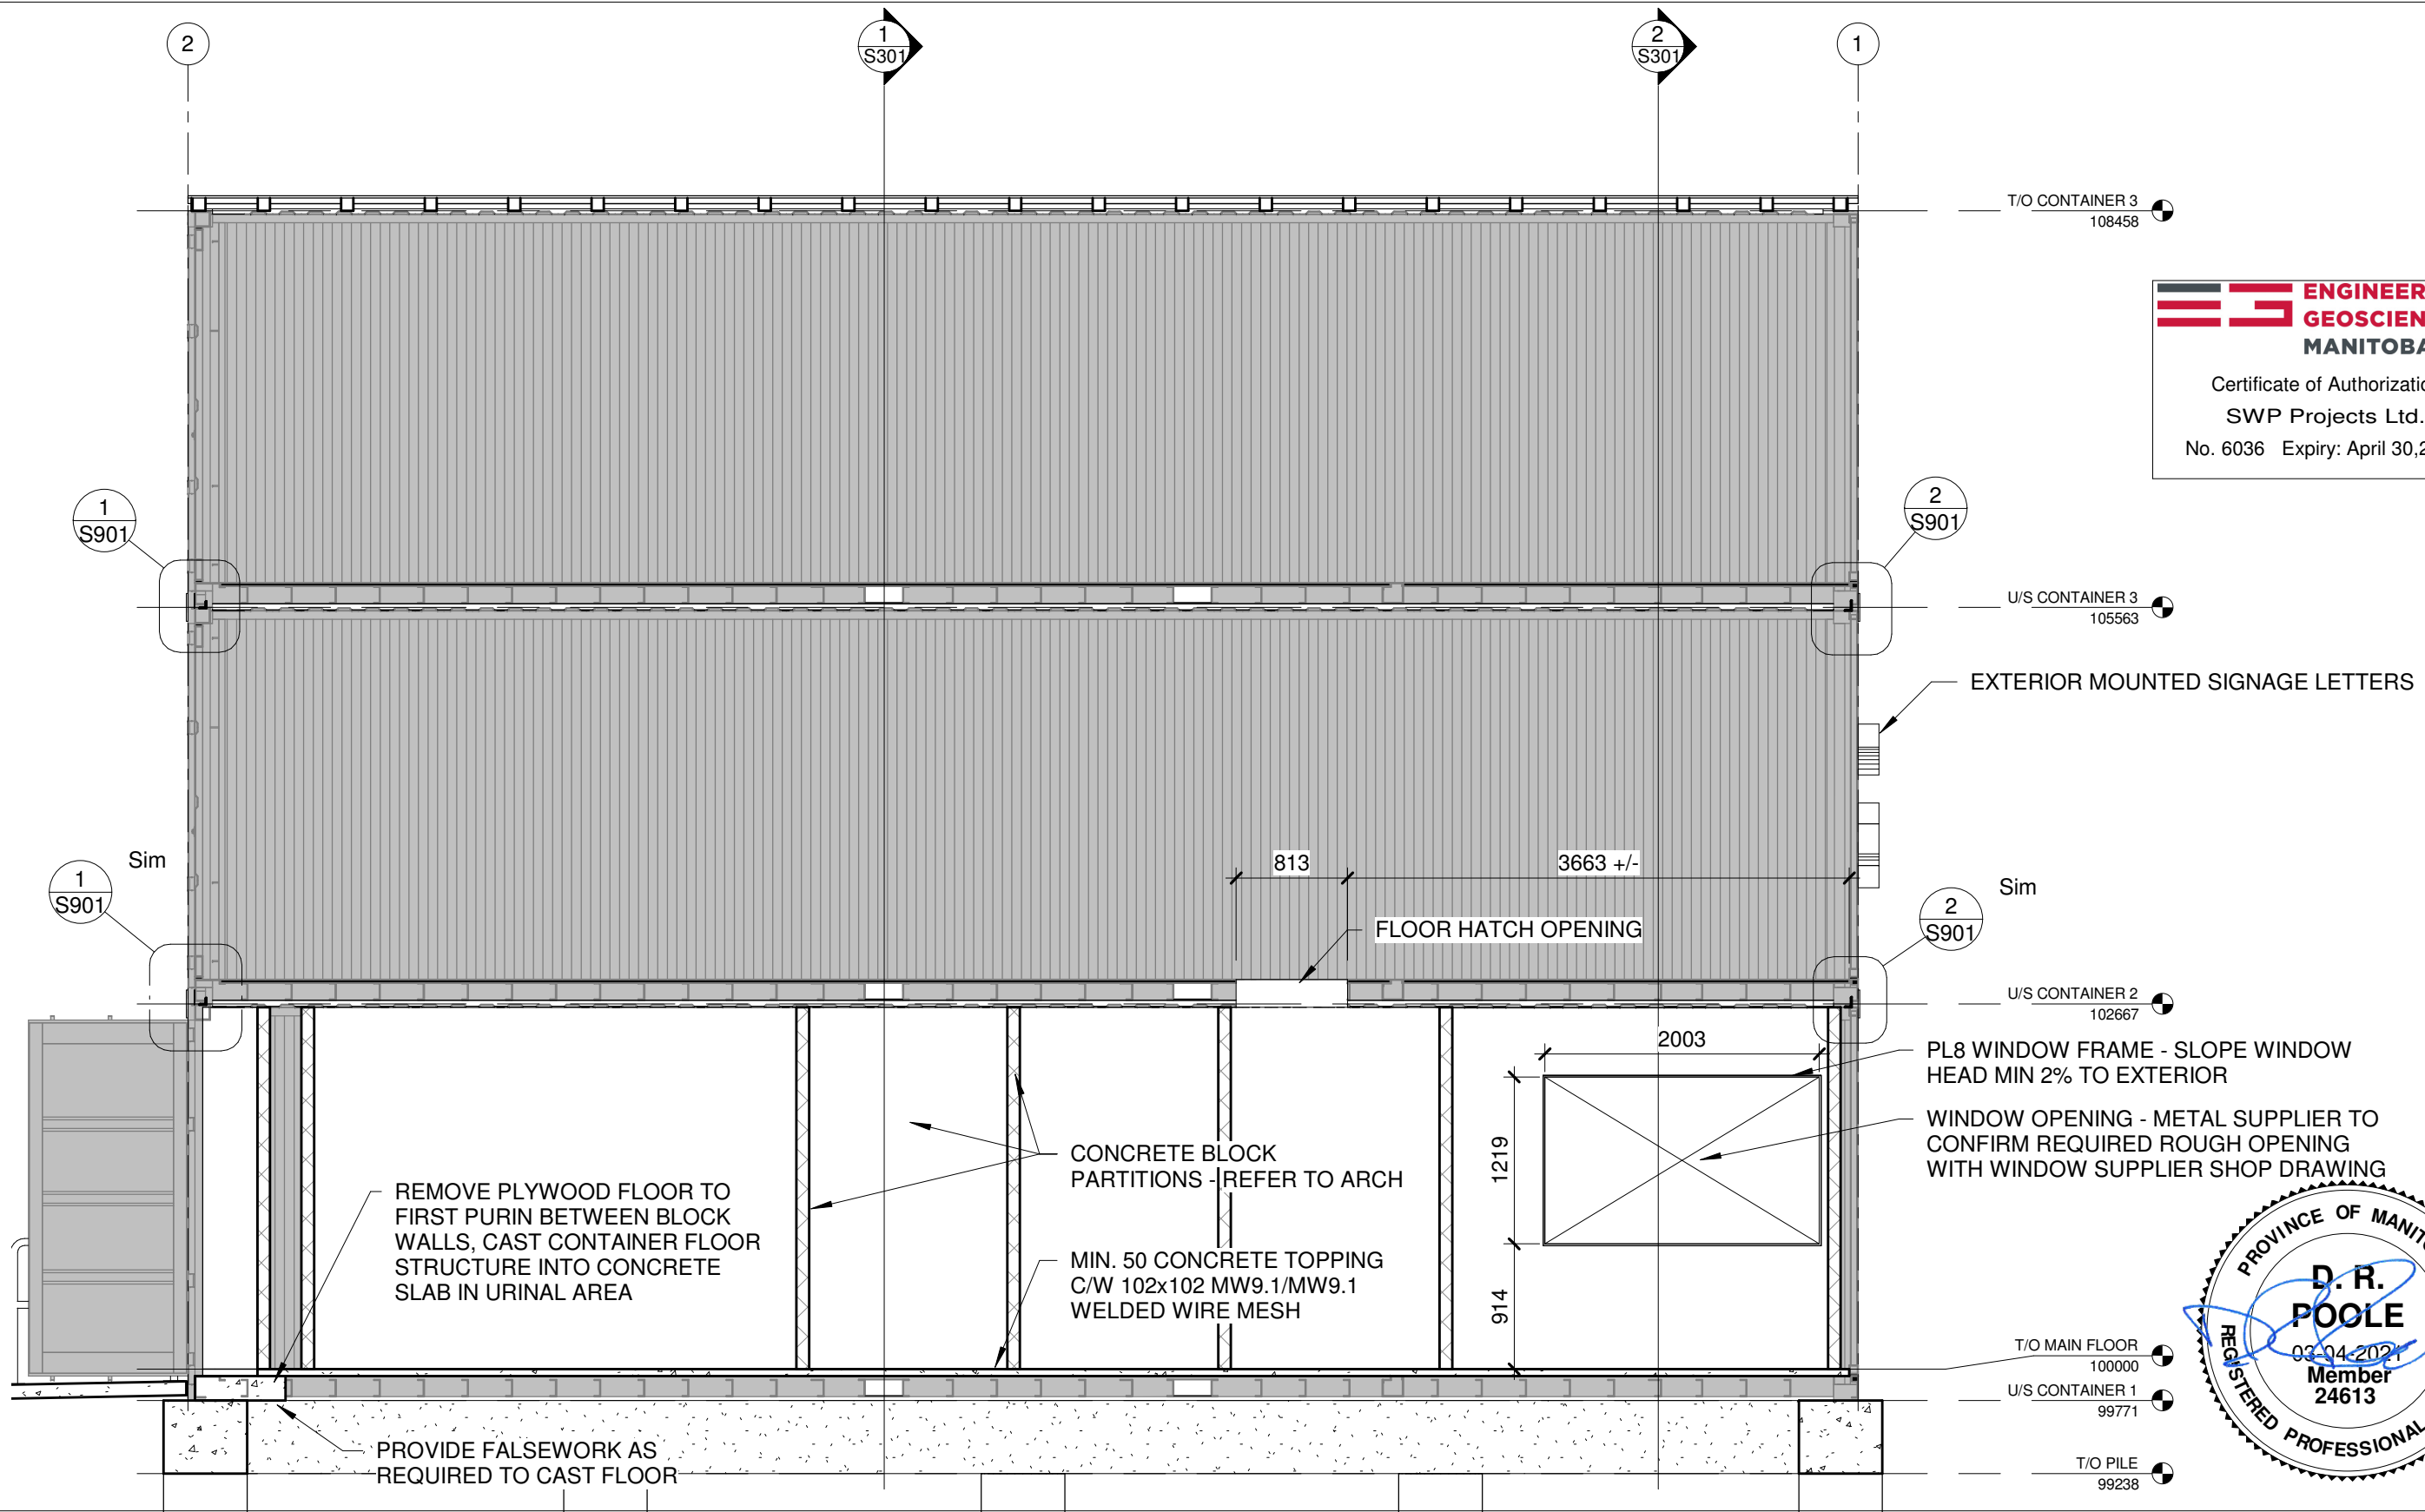 2
1
S301
2
S301
1
T/O CONTAINER 3
108458
ENGINEER
GEOSCIEN
MANITOBA
Certificate of Authorizatio
SWP Projects Ltd.
No. 6036 Expiry: April 30,2
1
S901
2
S901
U/S CONTAINER 3
105563
EXTERIOR MOUNTED SIGNAGE LETTERS
Sim
1
S901
813
3663 +/-
FLOOR HATCH OPENING
Sim
2
S901
U/S CONTAINER 2
102667
2003
PL8 WINDOW FRAME - SLOPE WINDOW
HEAD MIN 2% TO EXTERIOR
WINDOW OPENING - METAL SUPPLIER TO
CONFIRM REQUIRED ROUGH OPENING
WITH WINDOW SUPPLIER SHOP DRAWING
1219
914
CONCRETE BLOCK
PARTITIONS - REFER TO ARCH
REMOVE PLYWOOD FLOOR TO
FIRST PURIN BETWEEN BLOCK
WALLS, CAST CONTAINER FLOOR
STRUCTURE INTO CONCRETE
SLAB IN URINAL AREA
MIN. 50 CONCRETE TOPPING
C/W 102x102 MW9.1/MW9.1
WELDED WIRE MESH
PROVINCE OF MANITO
D. R.
POOLE
03-04-2021
Member
24613
REGISTERED PROFESSIONAL
T/O MAIN FLOOR
100000
U/S CONTAINER 1
99771
PROVIDE FALSEWORK AS
REQUIRED TO CAST FLOOR
T/O PILE
99238